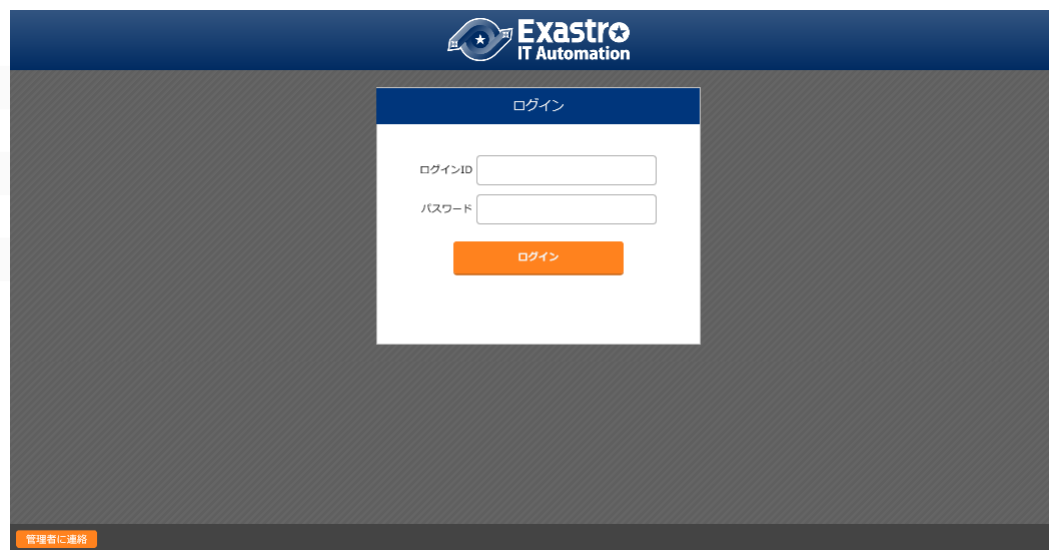 Exastro
IT Automation
ログイン
ログインID
パスワード
ログイン
管理者に連絡